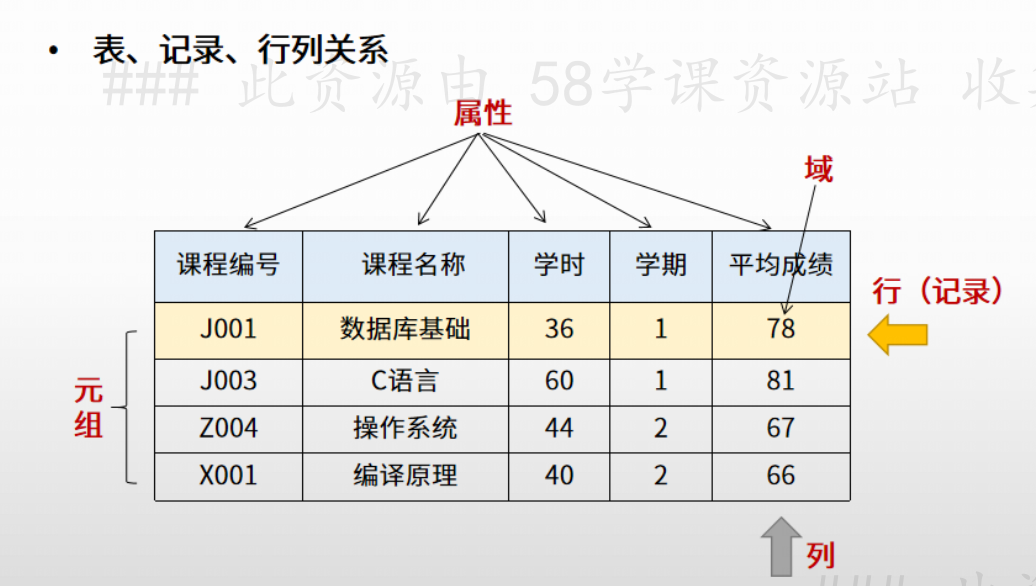 • 表、记录、行列关系
### 此资源由 58学课资源站 收
属性
域
课程编号 课程名称 学时 学期 平均成绩
行（记录）
J001 数据库基础 36 1 78
J003 C语言 60 1 81
元组
Z004 操作系统 44 2 67
X001 编译原理 40 2 66
列